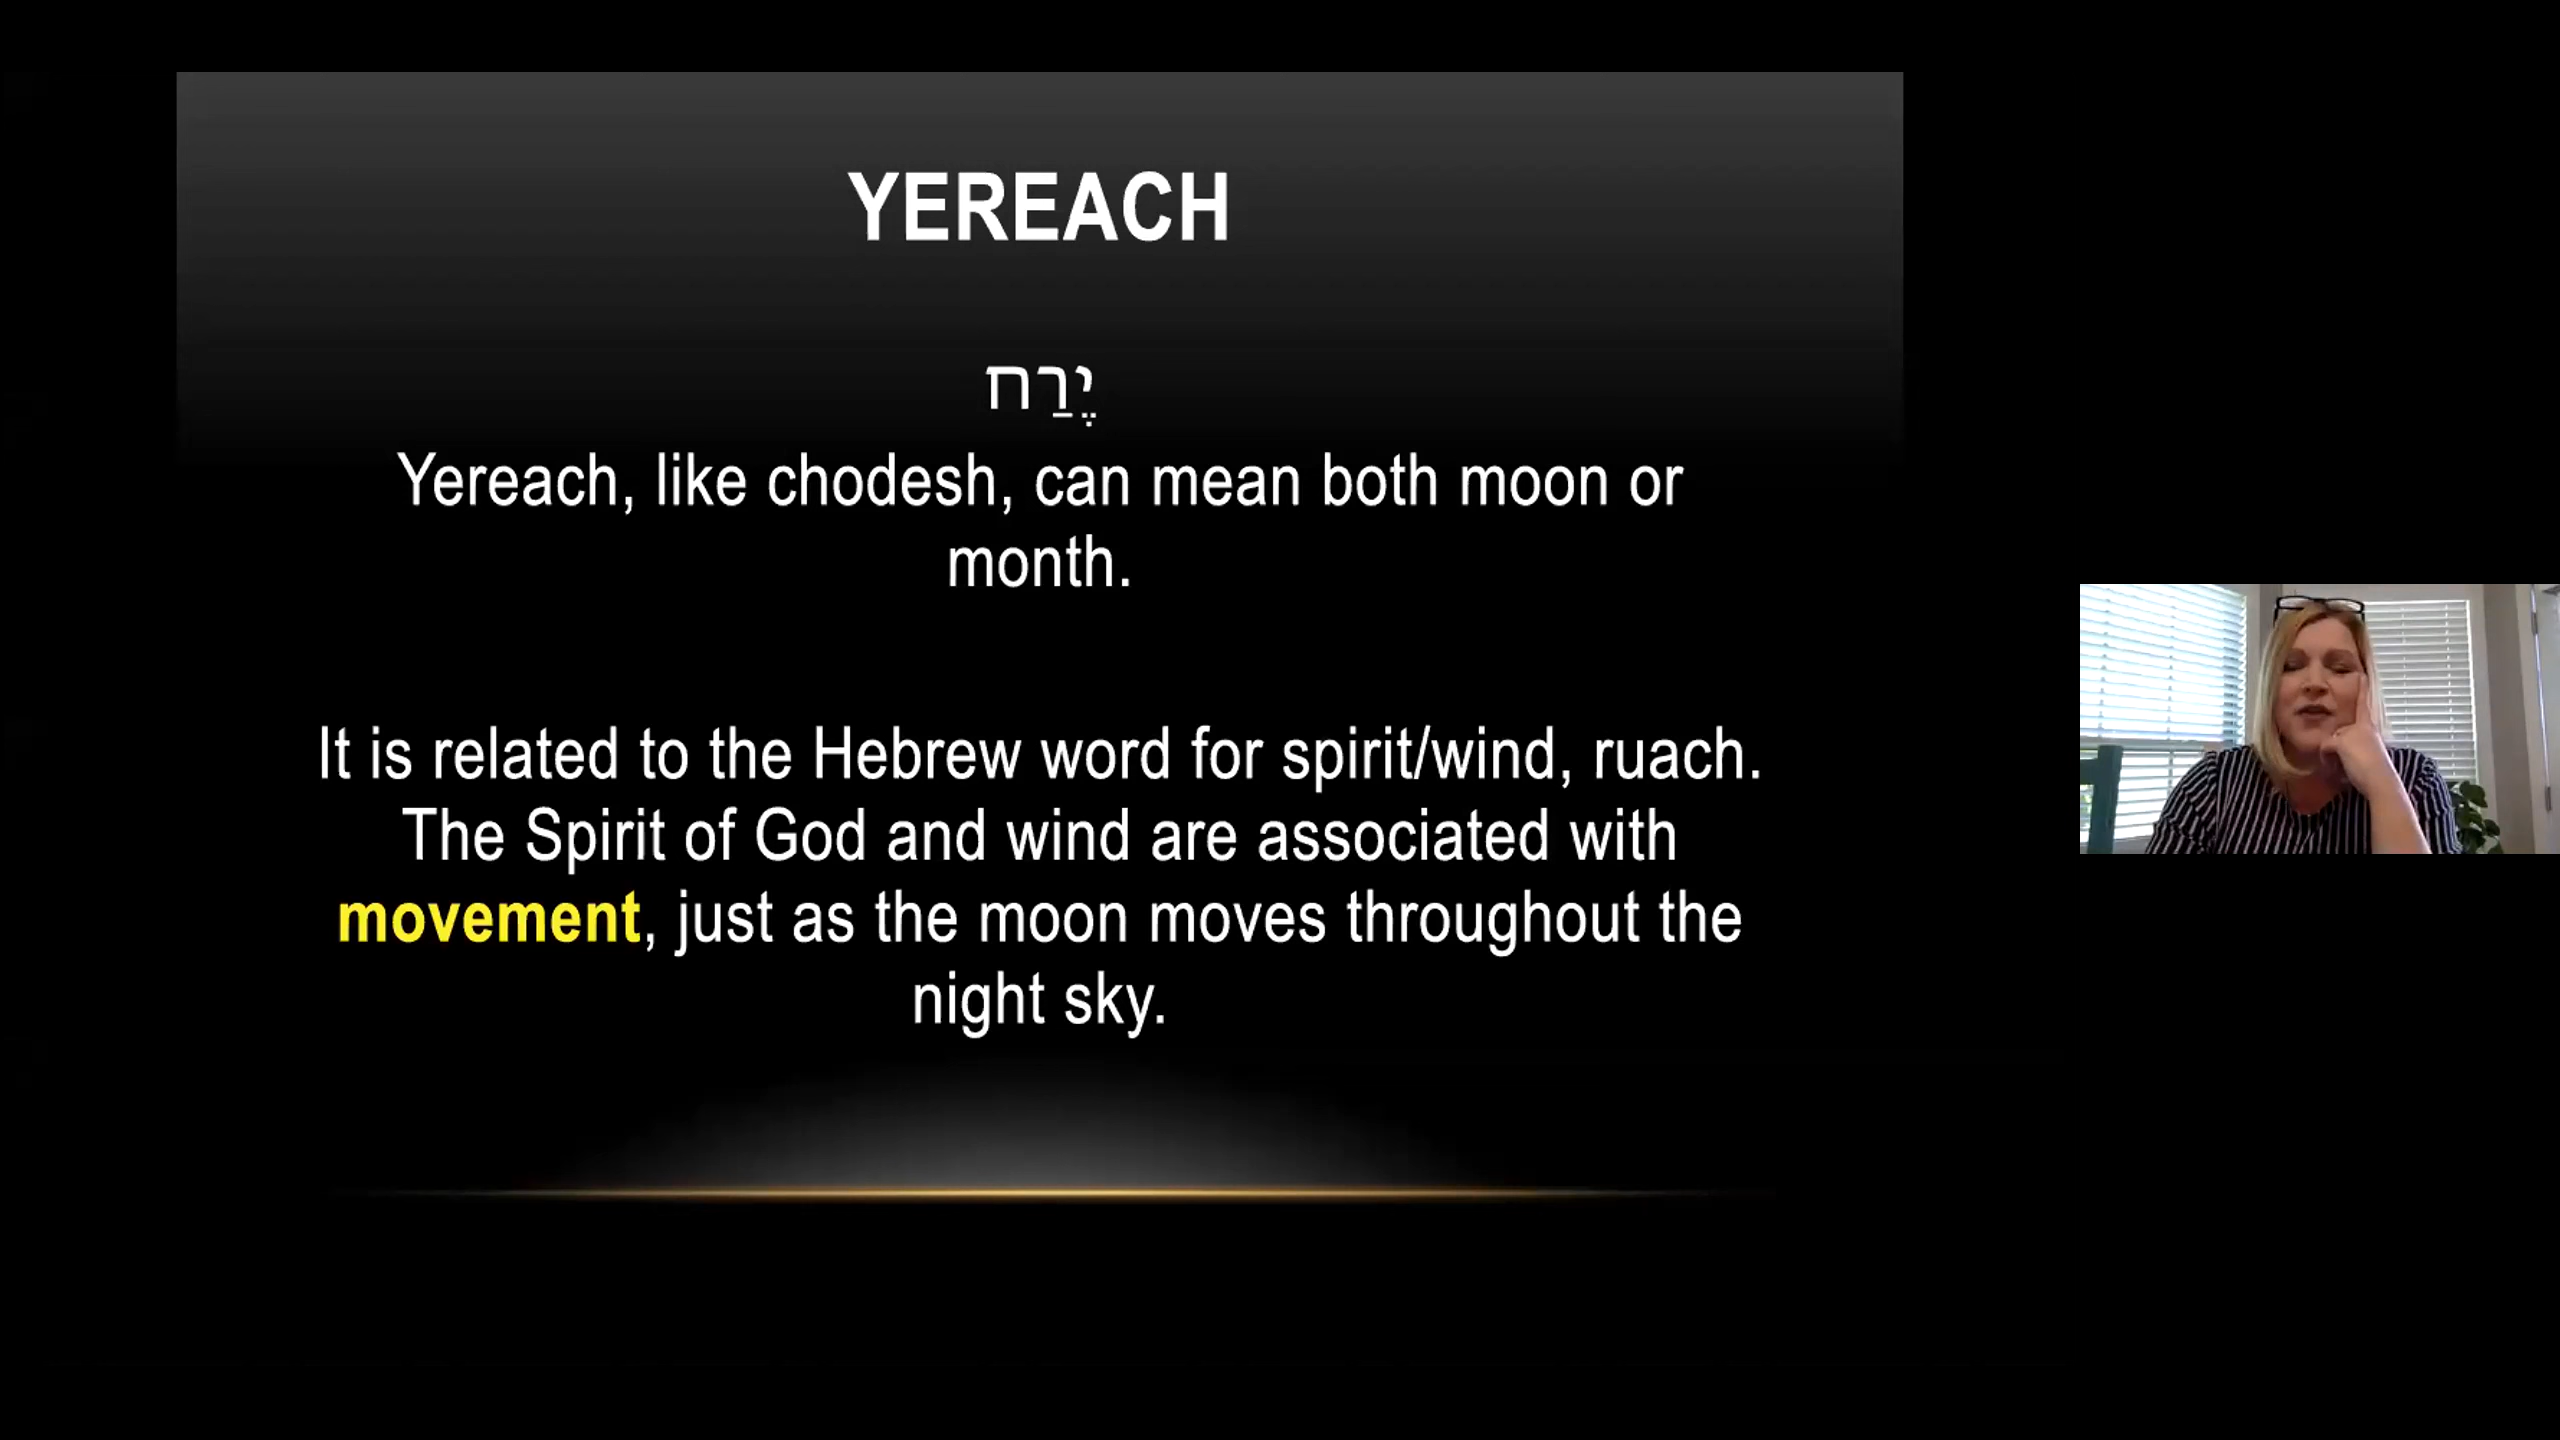 YEREACH
יֶרַח
Yereach, like chodesh, can mean both moon or
month.
It is related to the Hebrew word for spirit/wind, ruach.
The Spirit of God and wind are associated with
movement, just as the moon moves throughout the
night sky.